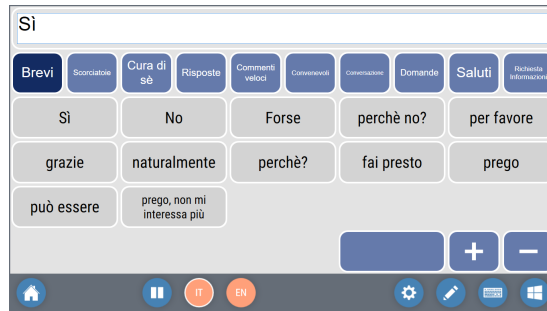 Sì
Brevi
Scorciatoie
Cura di
sè
Risposte
Commenti
veloci
Convenevoli
Conversazione
Domande
Saluti
Richiesta
Informazioni
Sì
No
Forse
perchè no?
per favore
grazie
naturalmente
perchè?
fai presto
prego
può essere
prego, non mi
interessa più
+
−
IT
EN